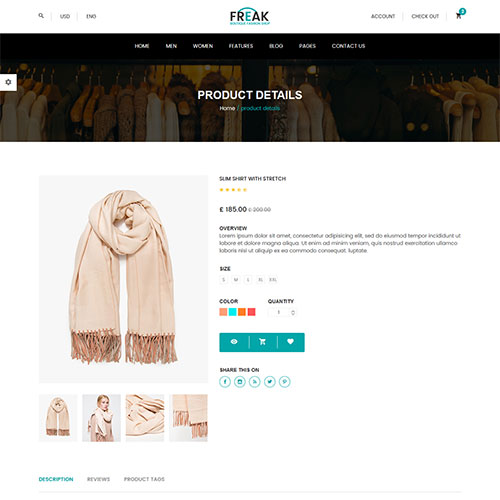 USD ENG
FREAK
BOUTIQUE FASHION SHOP
ACCOUNT CHECK OUT
HOME MEN WOMEN FEATURES BLOG PAGES CONTACT US
PRODUCT DETAILS
Home / product details
SLIM SHIRT WITH STRETCH
£ 185.00 £ 200.00
OVERVIEW
Lorem ipsum dolor sit amet, consectetur adipisicing elit, sed do eiusmod tempor incididunt ut
labore et dolore magna aliqua. Ut enim ad minim veniam, quis nostrud exercitation ullamco
laboris nisi ut aliquip ex ea commodo consequat. luptate.
SIZE
S M L XL XXL
COLOR QUANTITY
1
SHARE THIS ON
DESCRIPTION REVIEWS PRODUCT TAGS